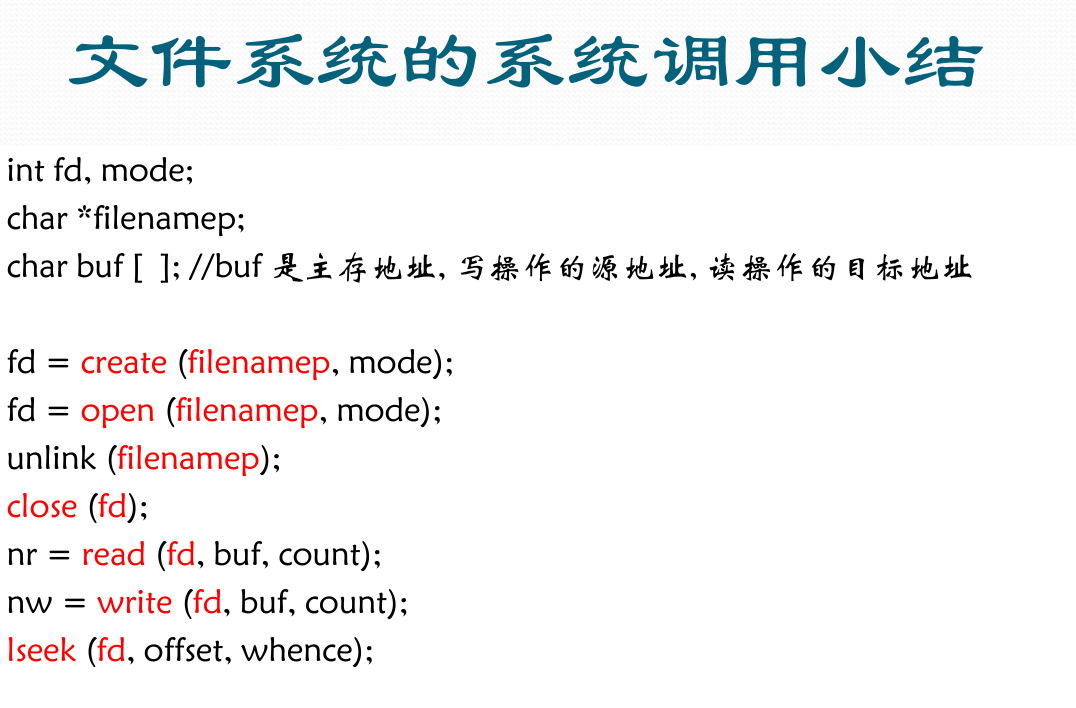 文件系统的系统调用小结
int fd, mode;
char *filenamep;
char buf [  ]; //buf 是主存地址, 写操作的源地址, 读操作的目标地址
fd = create (filenamep, mode);
fd = open (filenamep, mode);
unlink (filenamep);
close (fd);
nr = read (fd, buf, count);
nw = write (fd, buf, count);
lseek (fd, offset, whence);